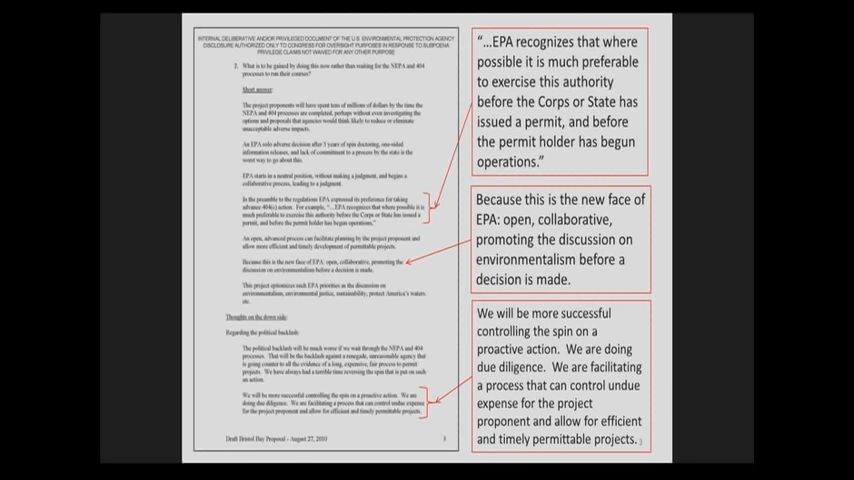 INTERNAL DELIBERATIVE AND/OR PRIVILEGED DOCUMENT OF THE U.S. ENVIRONMENTAL PROTECTION AGENCY
DISCLOSURE AUTHORIZED ONLY TO CONGRESS FOR OVERSIGHT PURPOSES IN RESPONSE TO SUBPOENA
PRIVILEGE CLAIMS NOT WAIVED FOR ANY OTHER PURPOSE
2. What is to be gained by doing this now rather than waiting for the NEPA and 404
processes to run their courses?
Short answer:
The project proponents will have spent tens of millions of dollars by the time the
NEPA and 404 processes are completed, perhaps without even investigating the
options and proposals that agencies would think likely to reduce or eliminate
unacceptable adverse impacts.
An EPA solo adverse decision after 3 years of spin doctoring, one-sided
information releases, and lack of commitment to a process by the state is the
worst way to go about this.
EPA starts in a neutral position, without making a judgment, and begins a
collaborative process, leading to a judgment.
In the preamble to the regulations EPA expressed its preference for taking
advance 404(c) action. For example, "…EPA recognizes that where possible it is
much preferable to exercise this authority before the Corps or State has issued a
permit, and before the permit holder has begun operations."
An open, advanced process can facilitate planning by the project proponent and
allow more efficient and timely development of permittable projects.
Because this is the new face of EPA: open, collaborative, promoting the
discussion on environmentalism before a decision is made.
This project epitomizes such EPA priorities as the discussion on
environmentalism, environmental justice, sustainability, protect America's waters
etc.
Thoughts on the down side:
Regarding the political backlash:
The political backlash will be much worse if we wait through the NEPA and 404
processes. That will be the backlash against a renegade, unreasonable agency that
is going counter to all the evidence of a long, expensive, fair process to permit
projects. We have always had a terrible time reversing the spin that is put on such
an action.
We will be more successful controlling the spin on a proactive action. We are
doing due diligence. We are facilitating a process that can control undue expense
for the project proponent and allow for efficient and timely permittable projects.
Draft Bristol Bay Proposal – August 27, 2010 3
"…EPA recognizes that where
possible it is much preferable
to exercise this authority
before the Corps or State has
issued a permit, and before
the permit holder has begun
operations."
Because this is the new face of
EPA: open, collaborative,
promoting the discussion on
environmentalism before a
decision is made.
We will be more successful
controlling the spin on a
proactive action. We are doing
due diligence. We are facilitating
a process that can control undue
expense for the project
proponent and allow for efficient
and timely permittable projects.
3